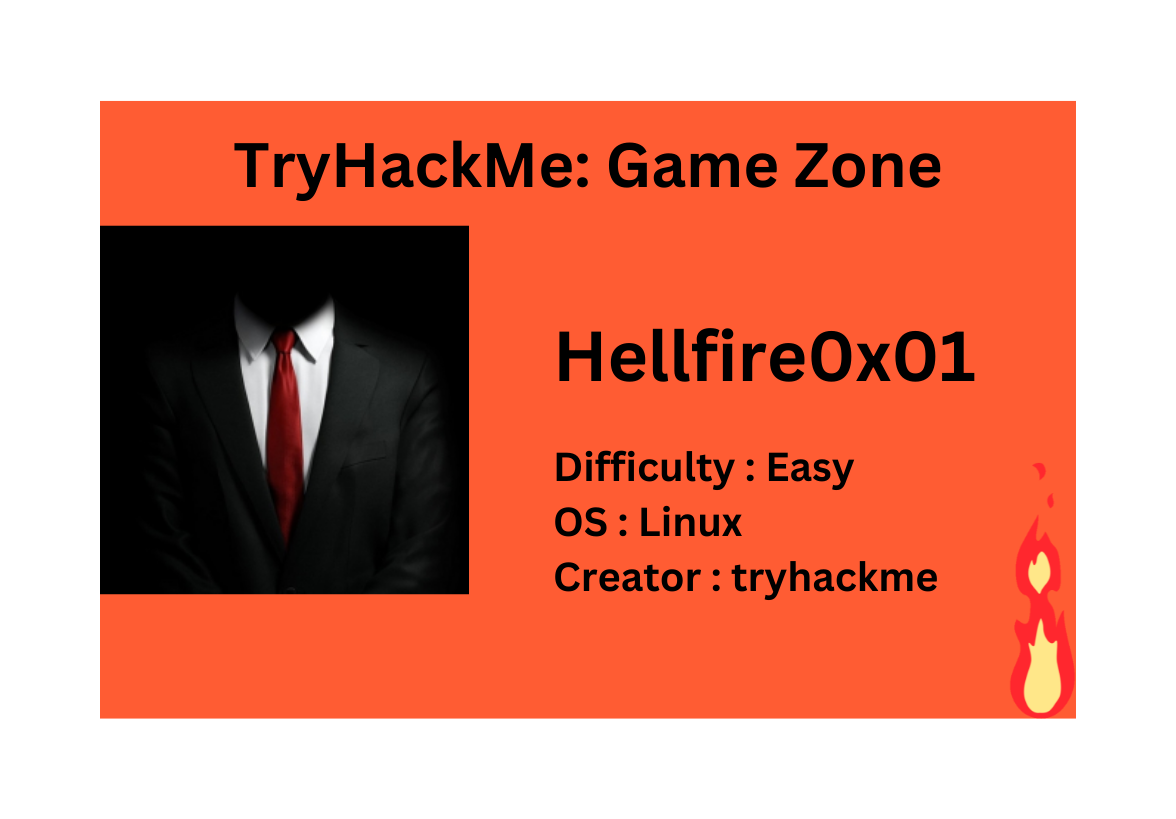 TryHackMe: Game Zone
Hellfire0x01
Difficulty : Easy
OS : Linux
Creator : tryhackme